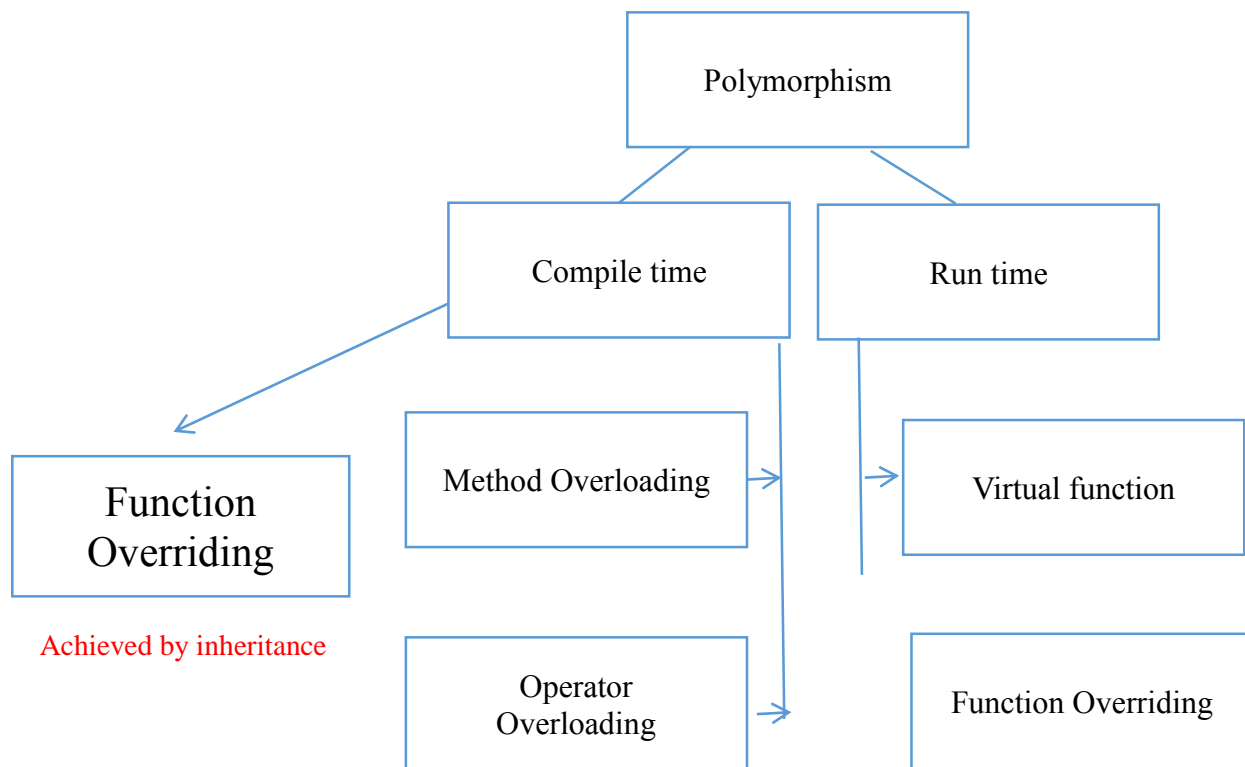 Polymorphism
Compile time
Run time
Method Overloading
Virtual function
Function
Overriding
Achieved by inheritance
Operator
Overloading
Function Overriding